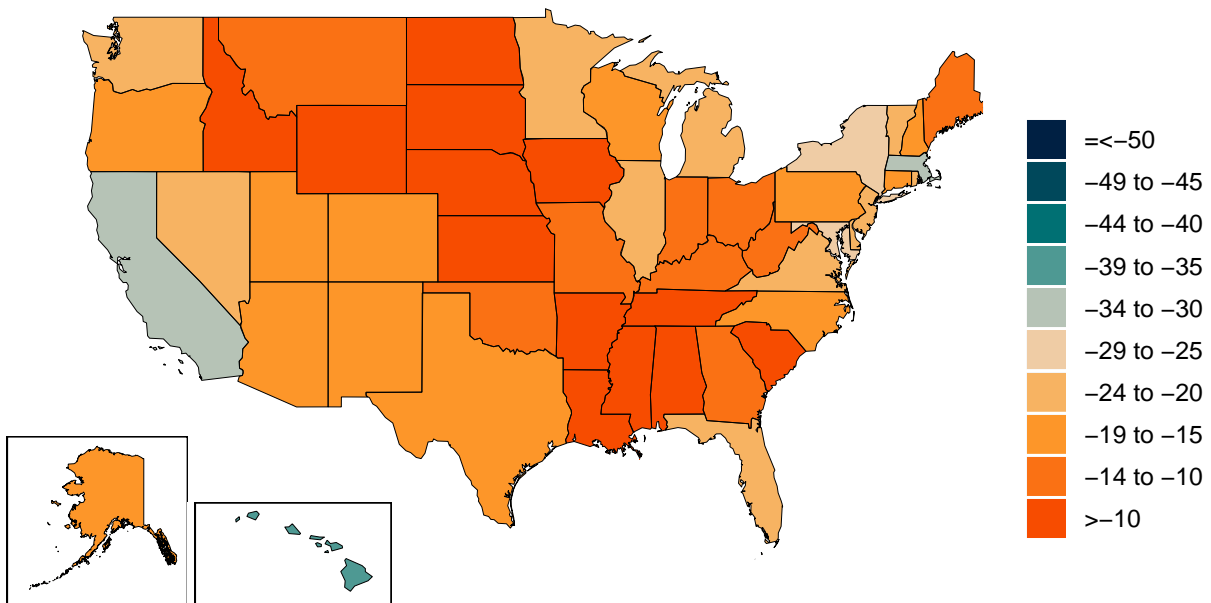 =<−50
−49 to −45
−44 to −40
−39 to −35
−34 to −30
−29 to −25
−24 to −20
−19 to −15
−14 to −10
>−10